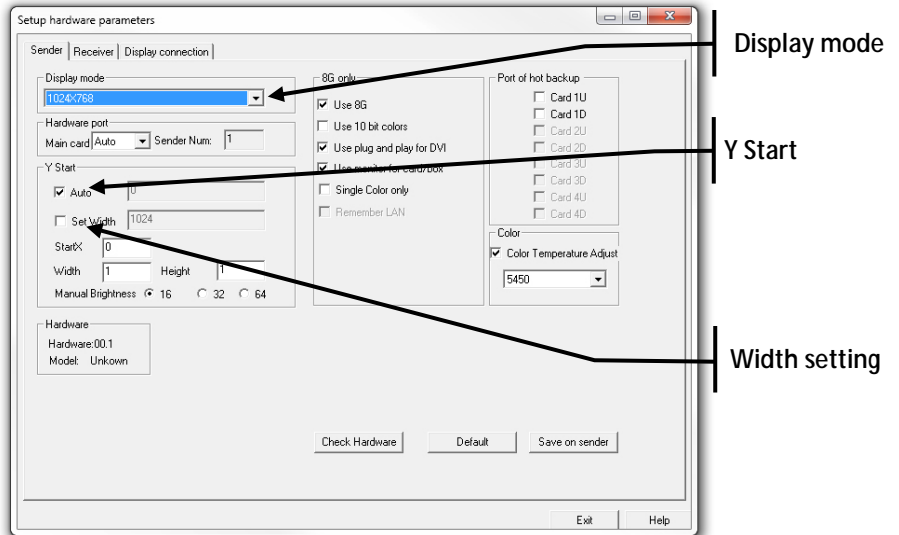 Setup hardware parameters
Sender Receiver Display connection
Display mode
1024X768
Hardware port
Main card Auto Sender Num: 1
Y Start
Auto 0
Set Width 1024
StartX 0
Width 1 Height 1
Manual Brightness 16 32 64
Hardware
Hardware:00.1
Model: Unkown
8G only
Use 8G
Use 10 bit colors
Use plug and play for DVI
Use monitor for card/box
Single Color only
Remember LAN
Port of hot backup
Card 1U
Card 1D
Card 2U
Card 2D
Card 3U
Card 3D
Card 4U
Card 4D
Color
Color Temperature Adjust
5450
Check Hardware Default Save on sender
Exit Help
Display mode
Y Start
Width setting